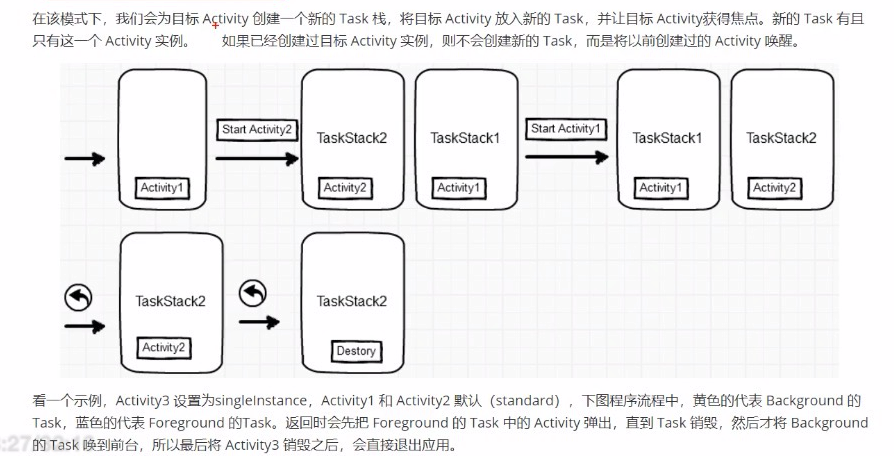 在该模式下，我们会为目标 Activity 创建一个新的 Task 栈，将目标 Activity 放入新的 Task，并让目标 Activity获得焦点。新的 Task 有且
只有这一个 Activity 实例。 如果已经创建过目标 Activity 实例，则不会创建新的 Task，而是将以前创建过的 Activity 唤醒。
Start Activity2
Start Activity1
TaskStack2
TaskStack1
TaskStack1
TaskStack2
Activity1
Activity2
Activity1
Activity1
Activity2
TaskStack2
TaskStack2
Activity2
Destory
看一个示例，Activity3 设置为singleInstance，Activity1 和 Activity2 默认（standard），下图程序流程中，黄色的代表 Background 的
Task，蓝色的代表 Foreground 的Task。返回时会先把 Foreground 的 Task 中的 Activity 弹出，直到 Task 销毁，然后才将 Background
的 Task 唤到前台，所以最后将 Activity3 销毁之后，会直接退出应用。